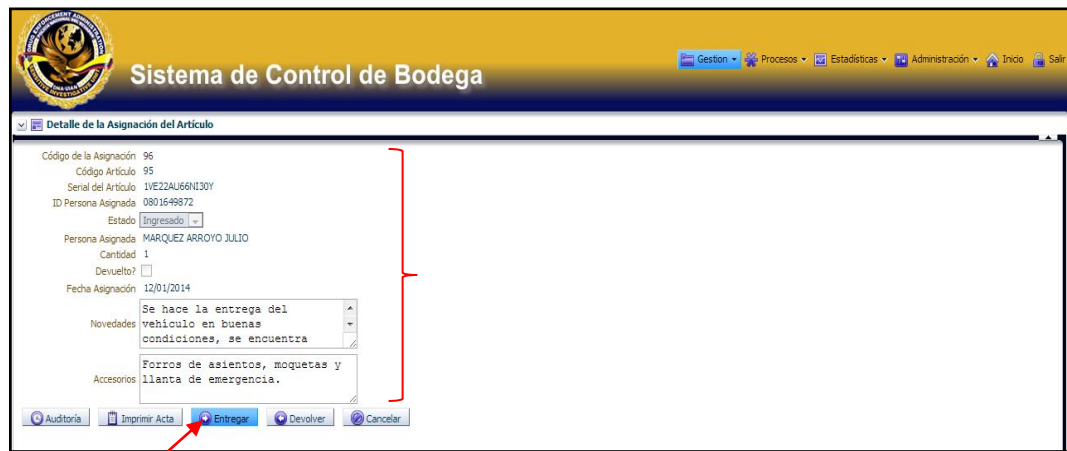 DRUG ENFORCEMENT ADMINISTRATION
Sistema de Control de Bodega
Gestion Procesos Estadísticas Administración Inicio Salir
Detalle de la Asignación del Artículo
Código de la Asignación 96
Código Artículo 95
Serial del Artículo 1VE22AU66NI30Y
ID Persona Asignada 0801649872
Estado Ingresado
Persona Asignada MARQUEZ ARROYO JULIO
Cantidad 1
Devuelto?
Fecha Asignación 12/01/2014
Novedades Se hace la entrega del
vehículo en buenas
condiciones, se encuentra
Accesorios Forros de asientos, moquetas y
llanta de emergencia.
Auditoría Imprimir Acta Entregar Devolver Cancelar